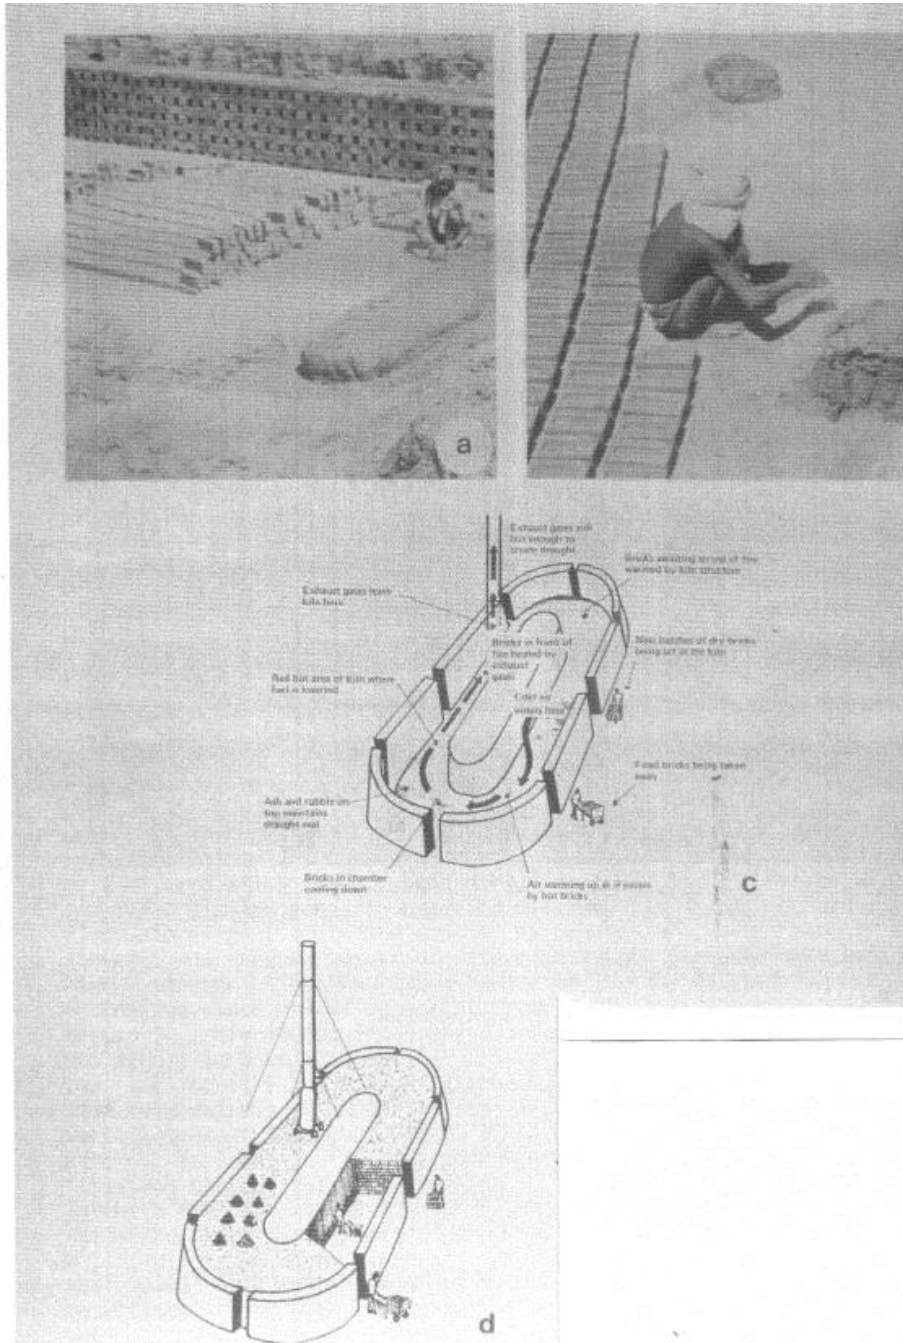 a
Exhaust gases still
hot enough to
create draught
Bricks awaiting arrival of fire
warmed by kiln structure
Exhaust gases leave
kiln here
Bricks in front of
fire heated by
exhaust
gases
New batches of dry bricks
being set in the kiln
Red hot area of kiln where
fuel is inserted
Cold air
enters here
Fired bricks being taken
away
Ash and rubble on
top maintains
draught seal
Bricks in chamber
cooling down
Air warming up as it passes
by hot bricks
c
d